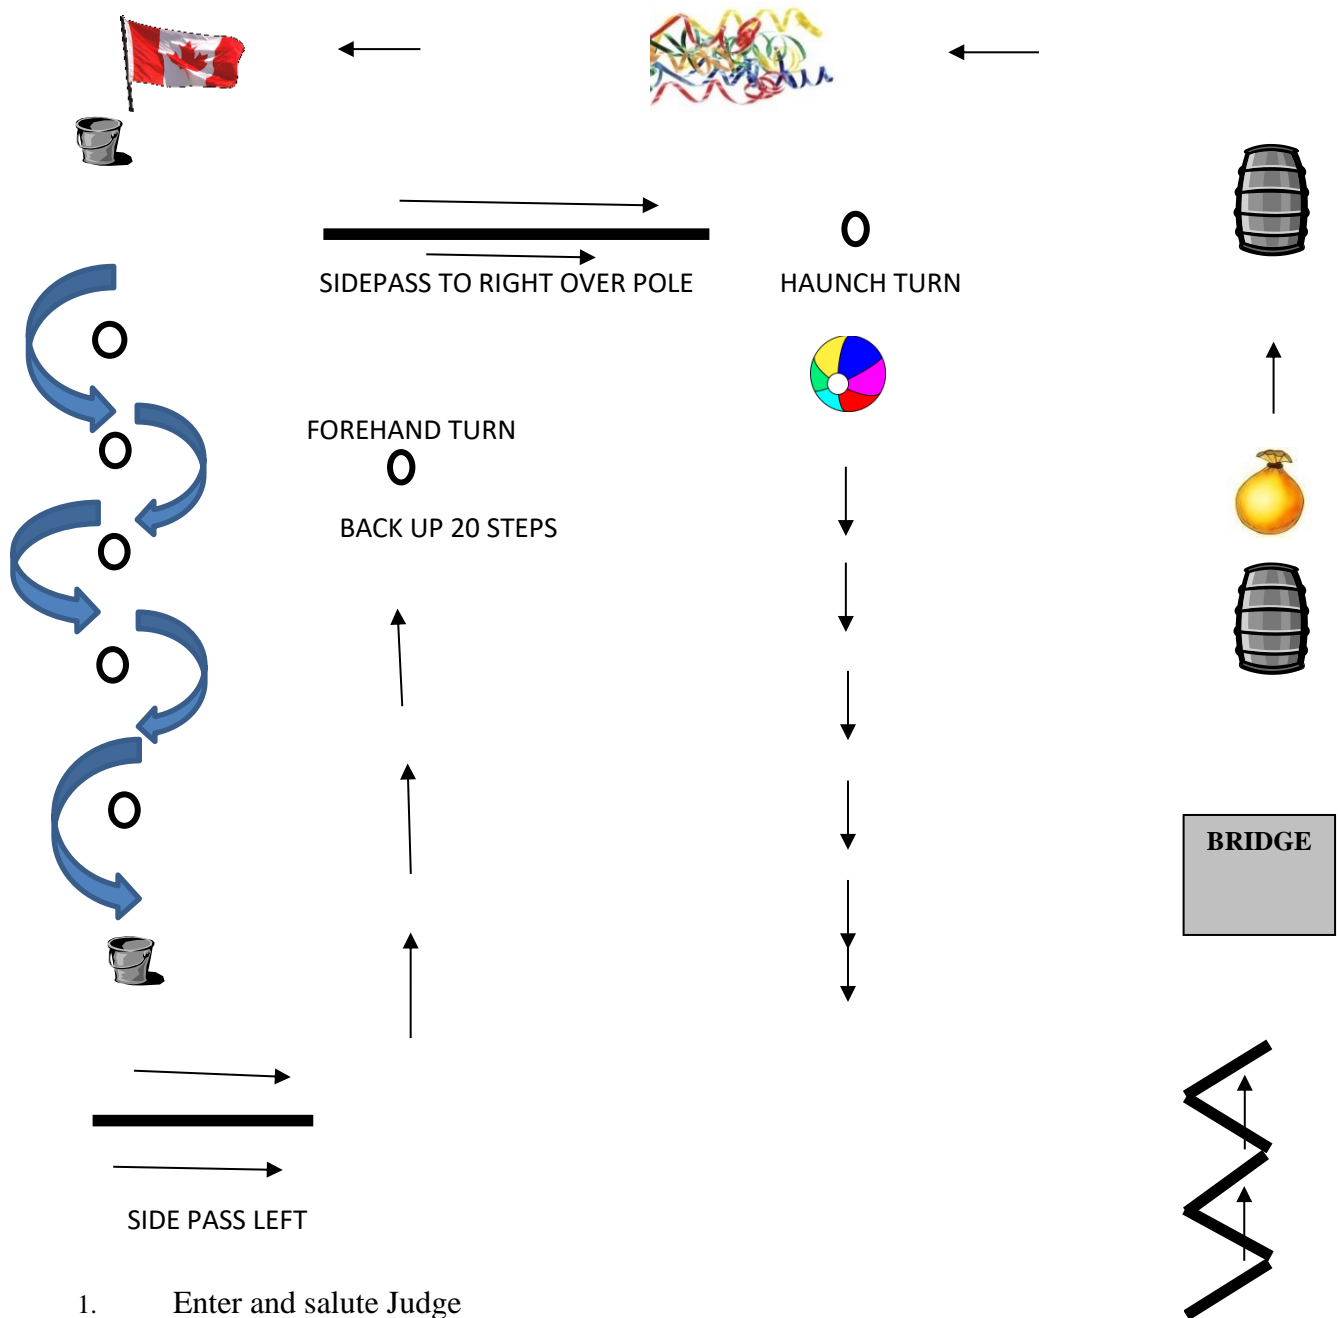 SIDEPASS TO RIGHT OVER POLE
HAUNCH TURN
FOREHAND TURN
BACK UP 20 STEPS
BRIDGE
SIDE PASS LEFT
1. Enter and salute Judge